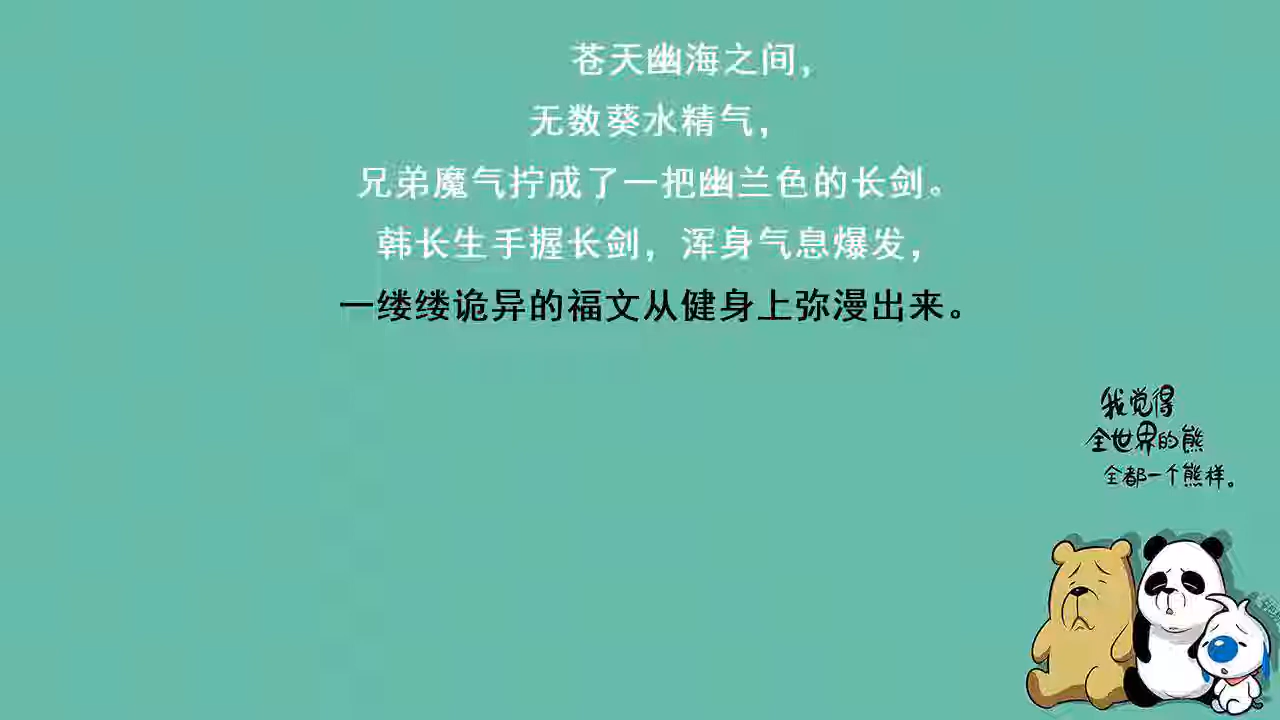 苍天幽海之间，
无数葵水精气，
兄弟魔气拧成了一把幽兰色的长剑。
韩长生手握长剑，浑身气息爆发，
一缕缕诡异的福文从健身上弥漫出来。
我觉得
全世界的熊
全都一个熊样。